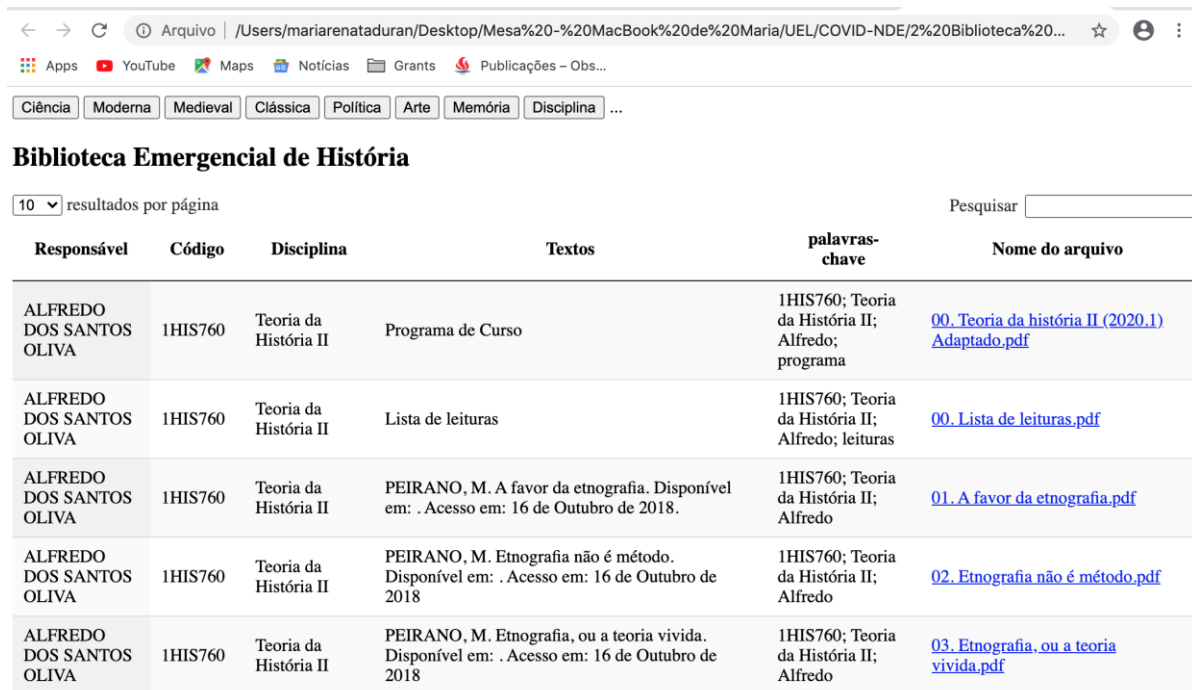 Arquivo | /Users/mariarenataduran/Desktop/Mesa%20-%20MacBook%20de%20Maria/UEL/COVID-NDE/2%20Biblioteca%20...
Apps YouTube Maps Notícias Grants Publicações – Obs...
Ciência Moderna Medieval Clássica Política Arte Memória Disciplina ...
Biblioteca Emergencial de História
10 resultados por página
Pesquisar
Responsável Código Disciplina Textos palavras-
chave Nome do arquivo
ALFREDO
DOS SANTOS
OLIVA
1HIS760
Teoria da
História II
Programa de Curso
1HIS760; Teoria
da História II;
Alfredo;
programa
00. Teoria da história II (2020.1)
Adaptado.pdf
ALFREDO
DOS SANTOS
OLIVA
1HIS760
Teoria da
História II
Lista de leituras
1HIS760; Teoria
da História II;
Alfredo; leituras
00. Lista de leituras.pdf
ALFREDO
DOS SANTOS
OLIVA
1HIS760
Teoria da
História II
PEIRANO, M. A favor da etnografia. Disponível
em: . Acesso em: 16 de Outubro de 2018.
1HIS760; Teoria
da História II;
Alfredo
01. A favor da etnografia.pdf
ALFREDO
DOS SANTOS
OLIVA
1HIS760
Teoria da
História II
PEIRANO, M. Etnografia não é método.
Disponível em: . Acesso em: 16 de Outubro de
2018
1HIS760; Teoria
da História II;
Alfredo
02. Etnografia não é método.pdf
ALFREDO
DOS SANTOS
OLIVA
1HIS760
Teoria da
História II
PEIRANO, M. Etnografia, ou a teoria vivida.
Disponível em: . Acesso em: 16 de Outubro de
2018
1HIS760; Teoria
da História II;
Alfredo
03. Etnografia, ou a teoria
vivida.pdf